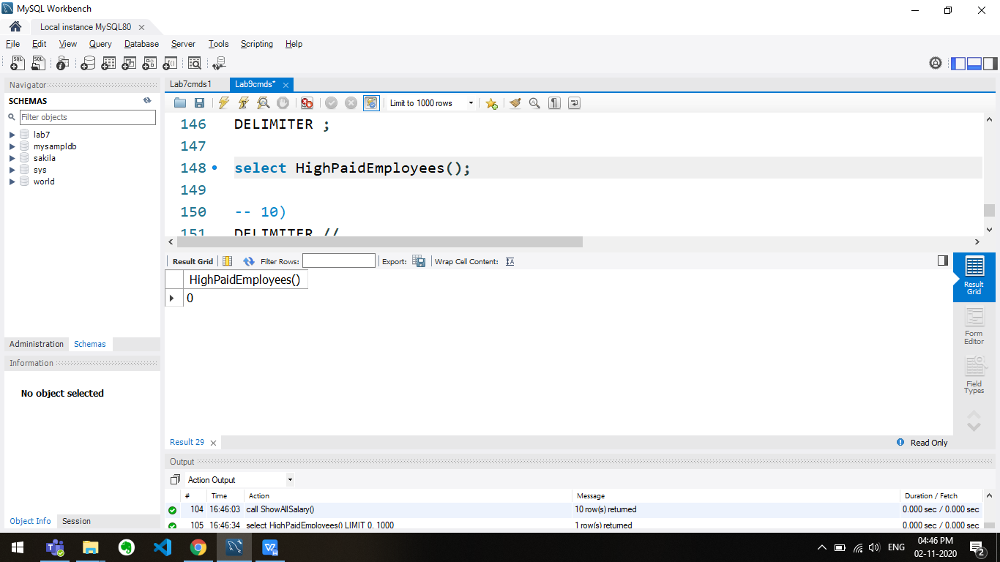 MySQL Workbench
Local instance MySQL80
File Edit View Query Database Server Tools Scripting Help
Navigator
SCHEMAS
Filter objects
lab7
mysampldb
sakila
sys
world
Administration Schemas
Information
No object selected
Object Info Session
Lab7cmds1 Lab9cmds*
Limit to 1000 rows
146 DELIMITER ;
147
148 select HighPaidEmployees();
149
150 -- 10)
151 DELIMITER //
Result Grid Filter Rows: Export: Wrap Cell Content:
HighPaidEmployees()
0
Result Grid
Form Editor
Field Types
Result 29 Read Only
Output
Action Output
# Time Action Message Duration / Fetch
104 16:46:03 call ShowAllSalary() 10 row(s) returned 0.000 sec / 0.000 sec
105 16:46:34 select HighPaidEmployees() LIMIT 0, 1000 1 row(s) returned 0.000 sec / 0.000 sec
ENG
04:46 PM
02-11-2020
2